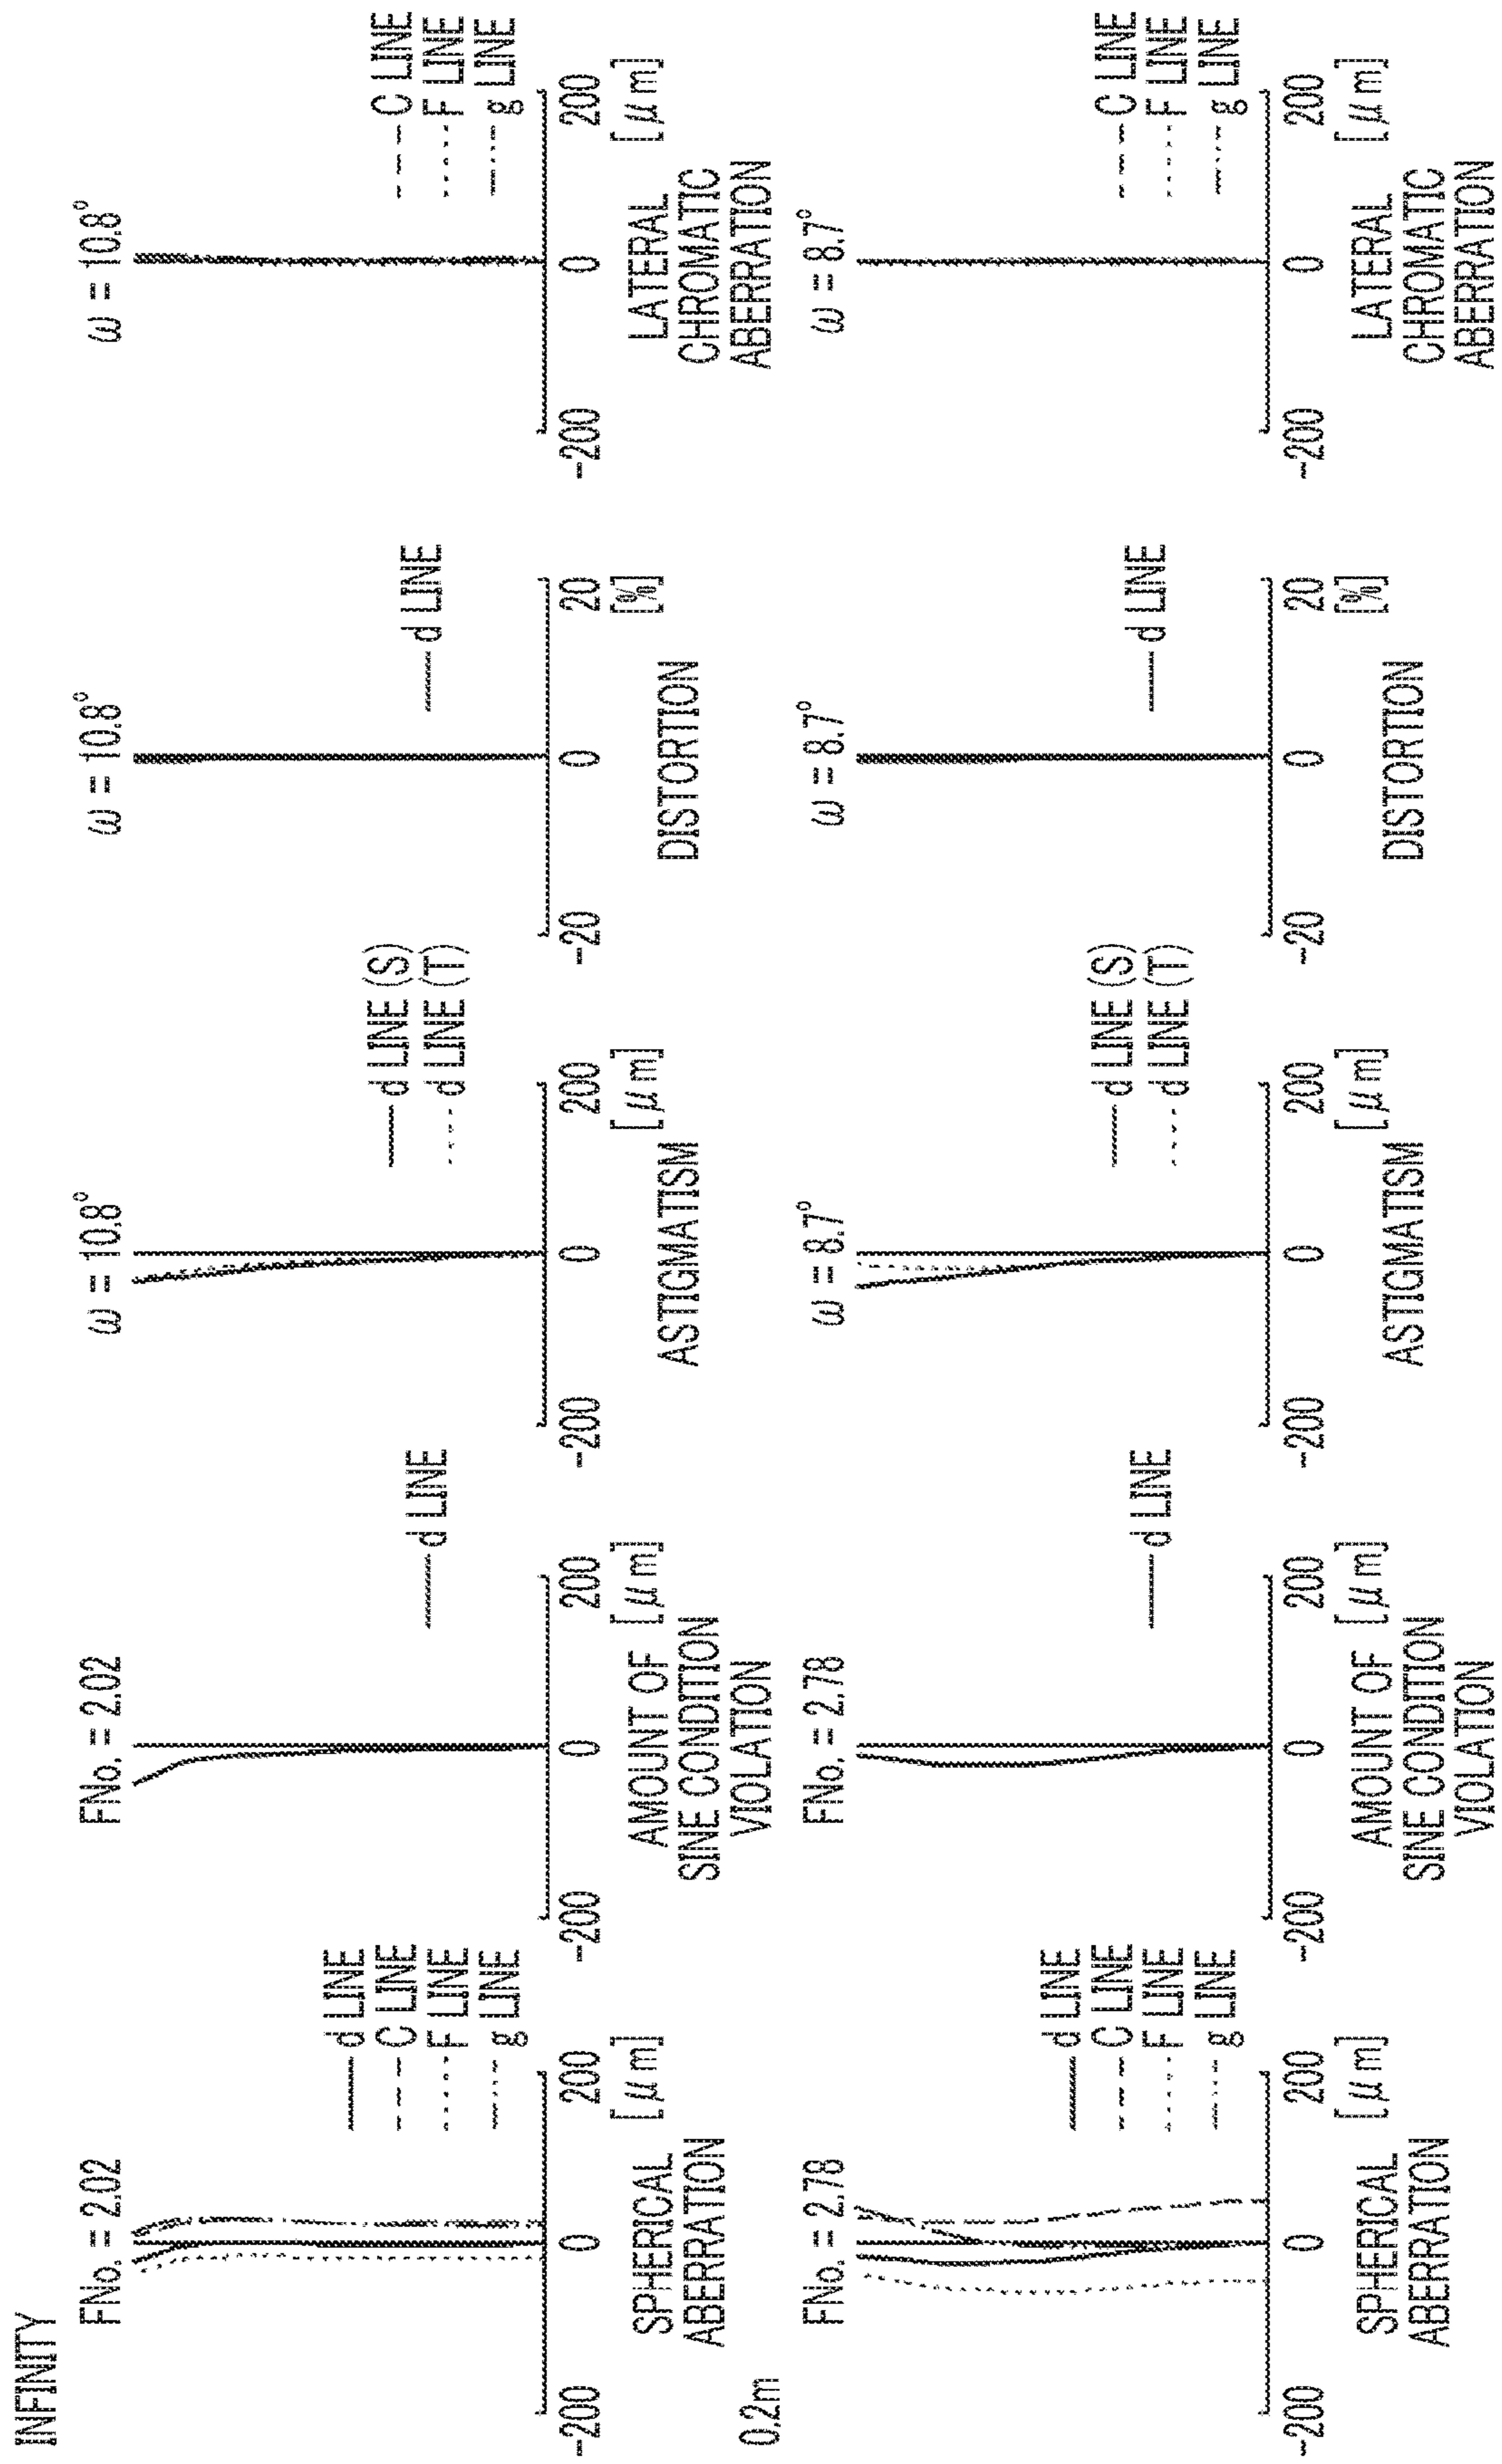 INFINITY
FNo. = 2.02
d LINE
C LINE
F LINE
g LINE
-200
0
200
[μm]
SPHERICAL
ABERRATION
FNo. = 2.02
d LINE
-200
0
200
[μm]
AMOUNT OF
SINE CONDITION
VIOLATION
ω = 10.8°
d LINE (S)
d LINE (T)
-200
0
200
[μm]
ASTIGMATISM
ω = 10.8°
d LINE
-20
0
20
[%]
DISTORTION
ω = 10.8°
C LINE
F LINE
g LINE
-200
0
200
[μm]
LATERAL
CHROMATIC
ABERRATION
0.2m
FNo. = 2.78
d LINE
C LINE
F LINE
g LINE
-200
0
200
[μm]
SPHERICAL
ABERRATION
FNo. = 2.78
d LINE
-200
0
200
[μm]
AMOUNT OF
SINE CONDITION
VIOLATION
ω = 8.7°
d LINE (S)
d LINE (T)
-200
0
200
[μm]
ASTIGMATISM
ω = 8.7°
d LINE
-20
0
20
[%]
DISTORTION
ω = 8.7°
C LINE
F LINE
g LINE
-200
0
200
[μm]
LATERAL
CHROMATIC
ABERRATION